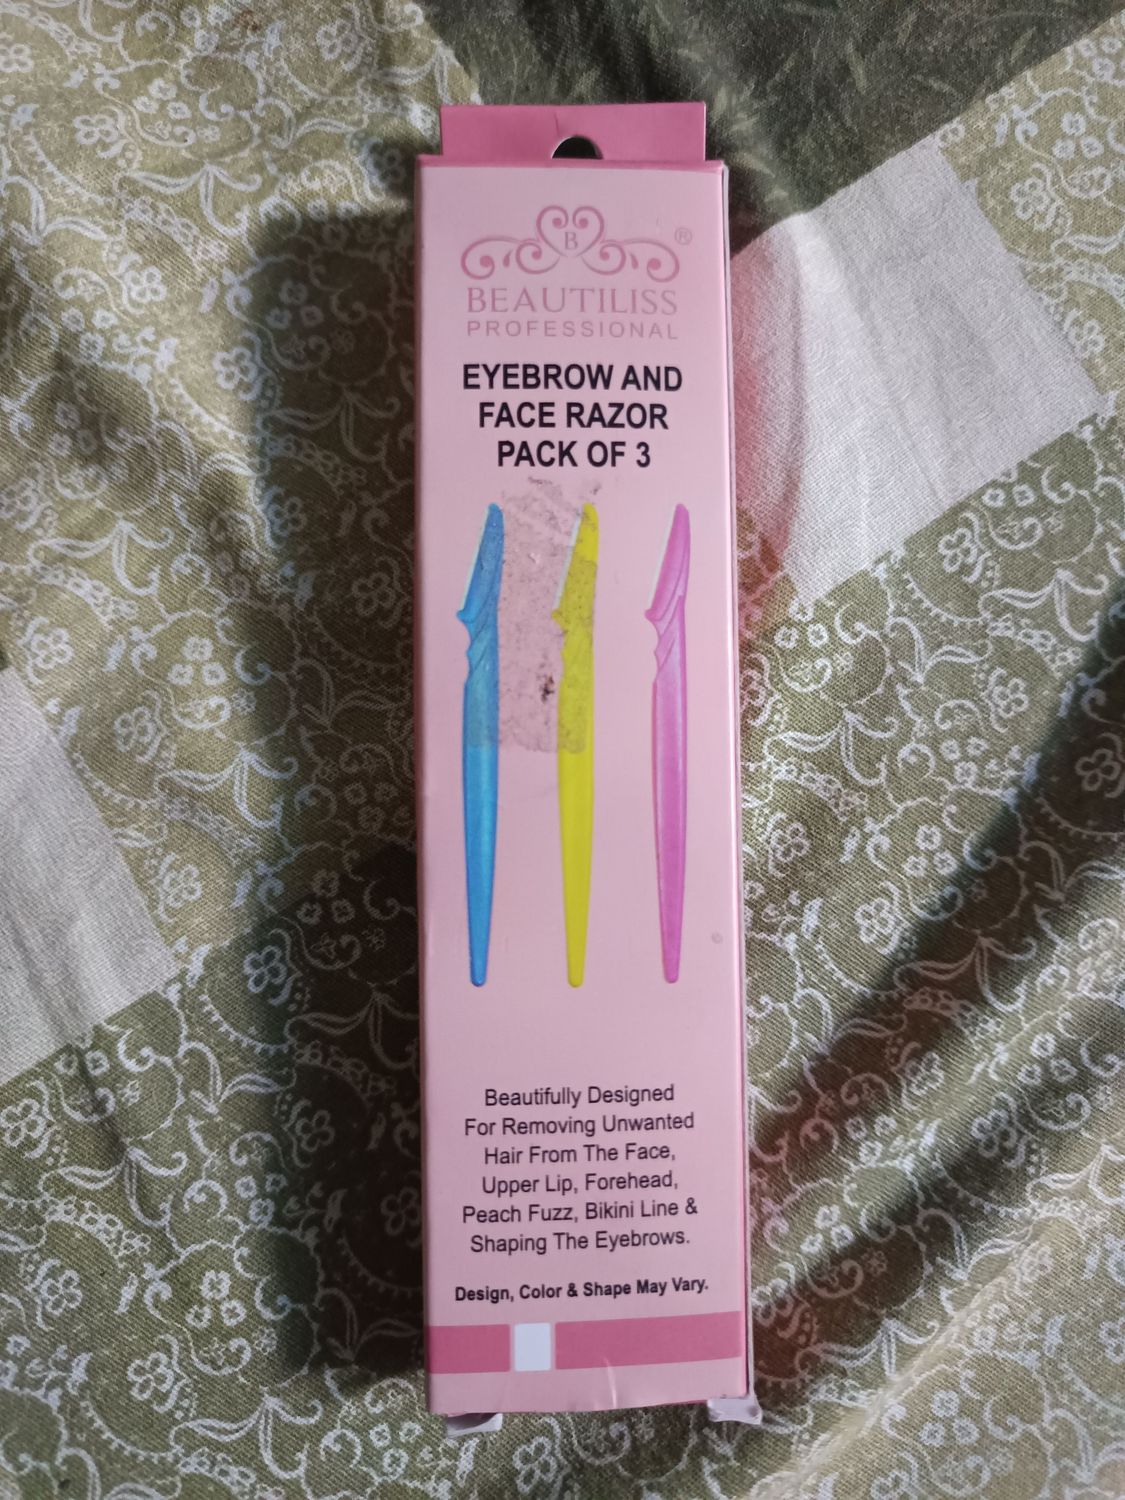 B ®
BEAUTILISS
PROFESSIONAL
EYEBROW AND
FACE RAZOR
PACK OF 3
Beautifully Designed
For Removing Unwanted
Hair From The Face,
Upper Lip, Forehead,
Peach Fuzz, Bikini Line &
Shaping The Eyebrows.
Design, Color & Shape May Vary.